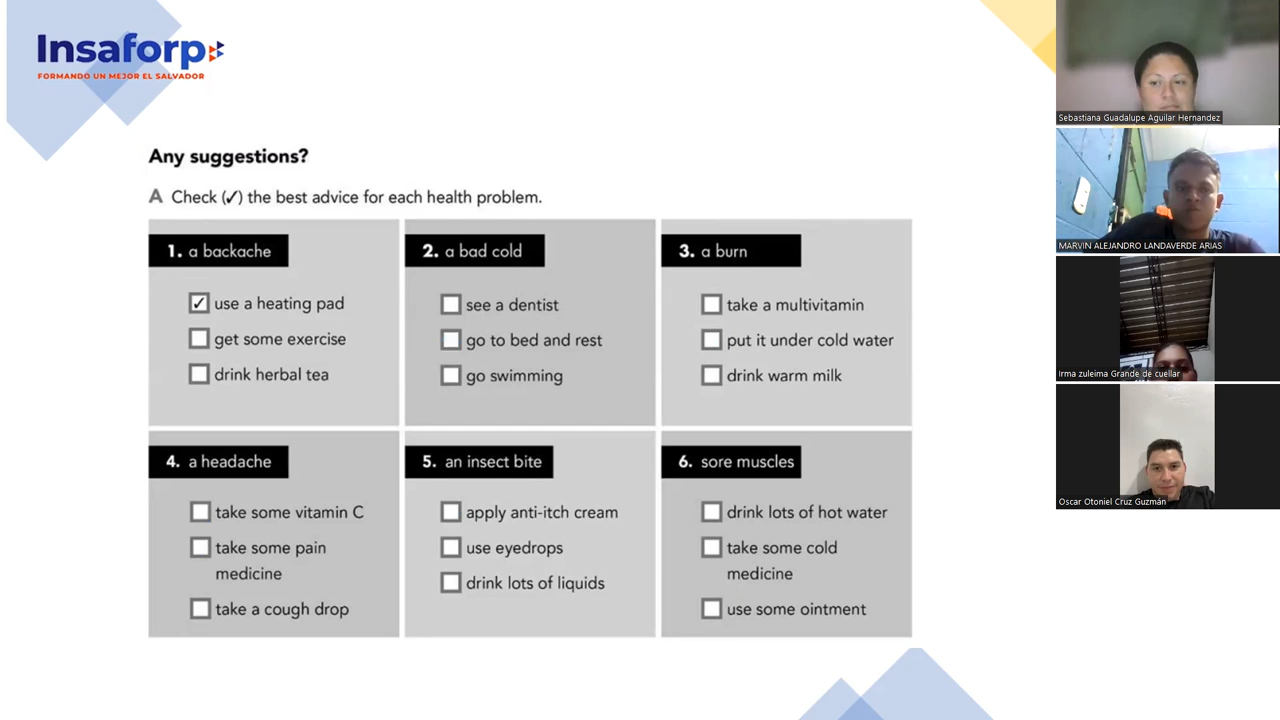 Insaforp
FORMANDO UN MEJOR EL SALVADOR
Any suggestions?
A Check (✓) the best advice for each health problem.
1. a backache
✓ use a heating pad
get some exercise
drink herbal tea
2. a bad cold
see a dentist
go to bed and rest
go swimming
3. a burn
take a multivitamin
put it under cold water
drink warm milk
4. a headache
take some vitamin C
take some pain
medicine
take a cough drop
5. an insect bite
apply anti-itch cream
use eyedrops
drink lots of liquids
6. sore muscles
drink lots of hot water
take some cold
medicine
use some ointment
Sebastiana Guadalupe Aguilar Hernandez
MARVIN ALEJANDRO LANDAVERDE ARIAS
Irma zuleima Grande de cuellar
Oscar Otoniel Cruz Guzmán